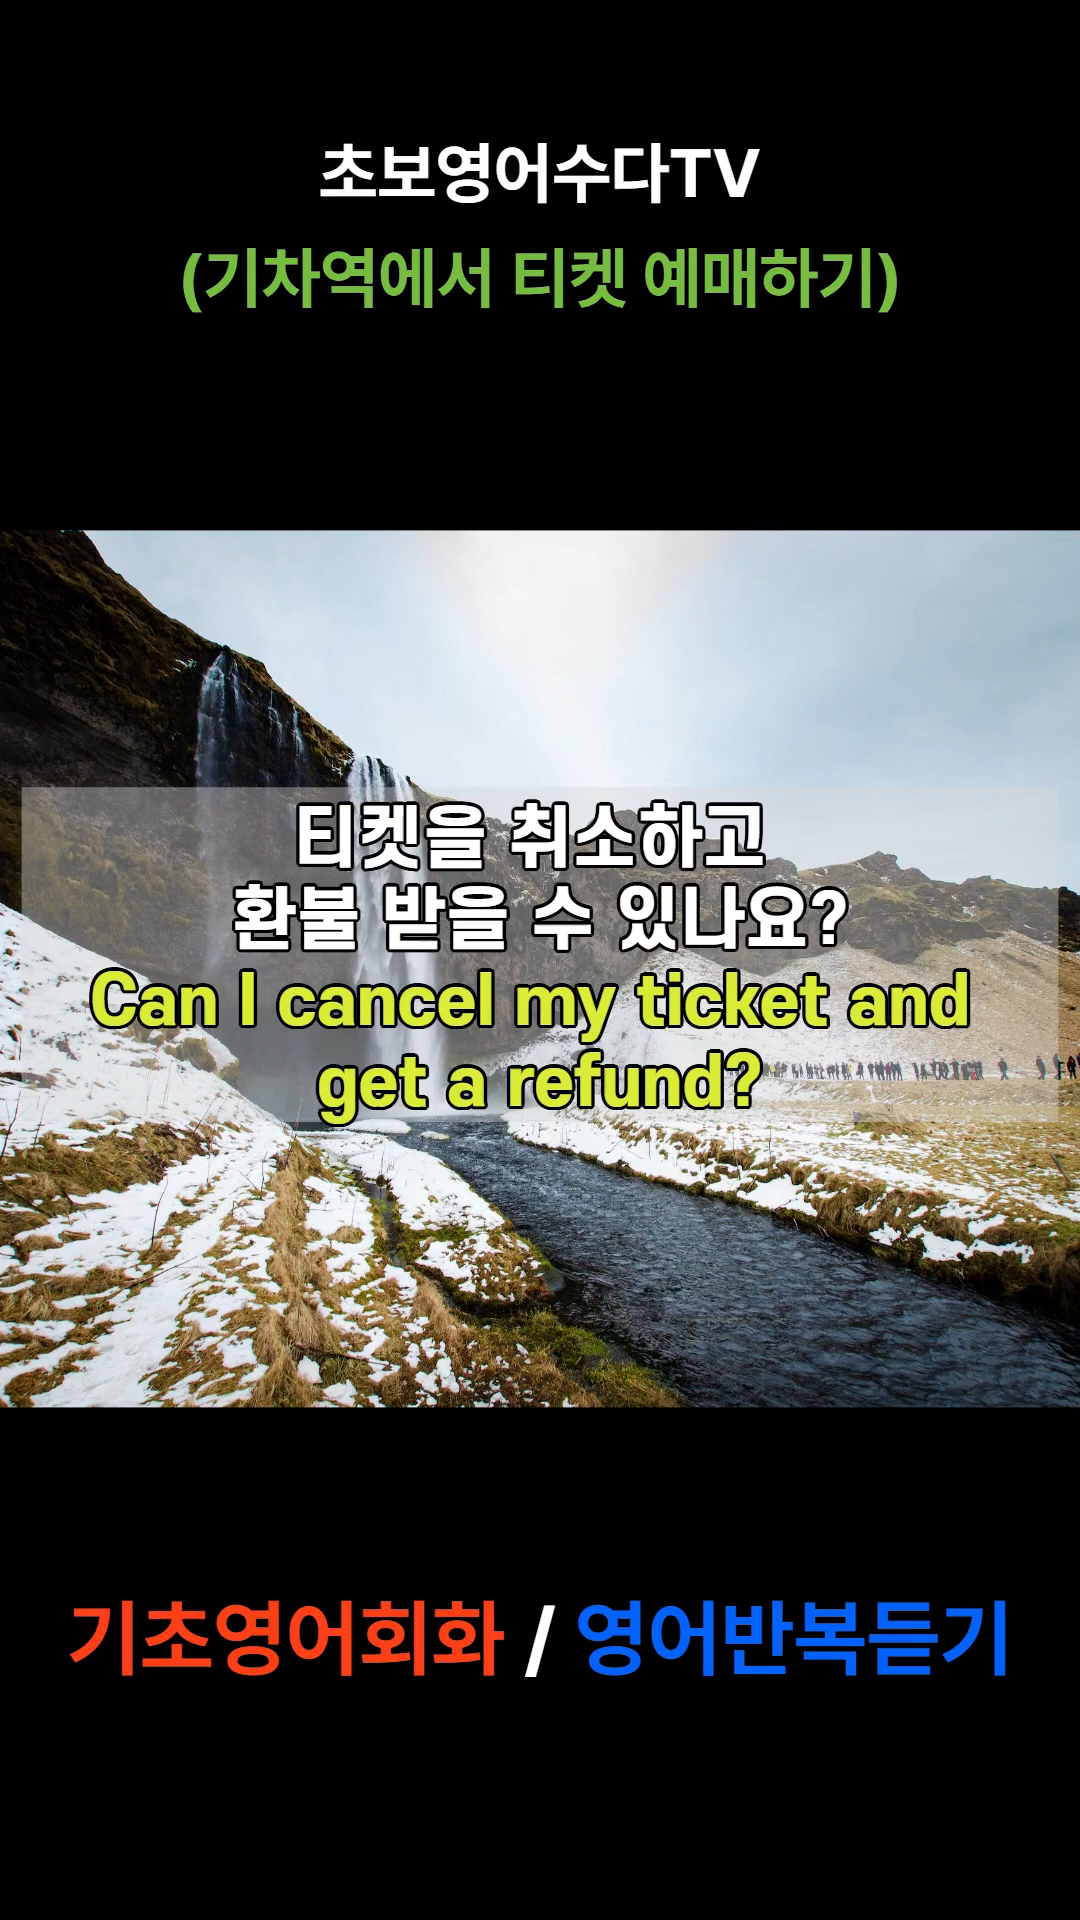 초보영어수다TV
(기차역에서 티켓 예매하기)
티켓을 취소하고
환불 받을 수 있나요?
Can I cancel my ticket and
get a refund?
기초영어회화 / 영어반복듣기